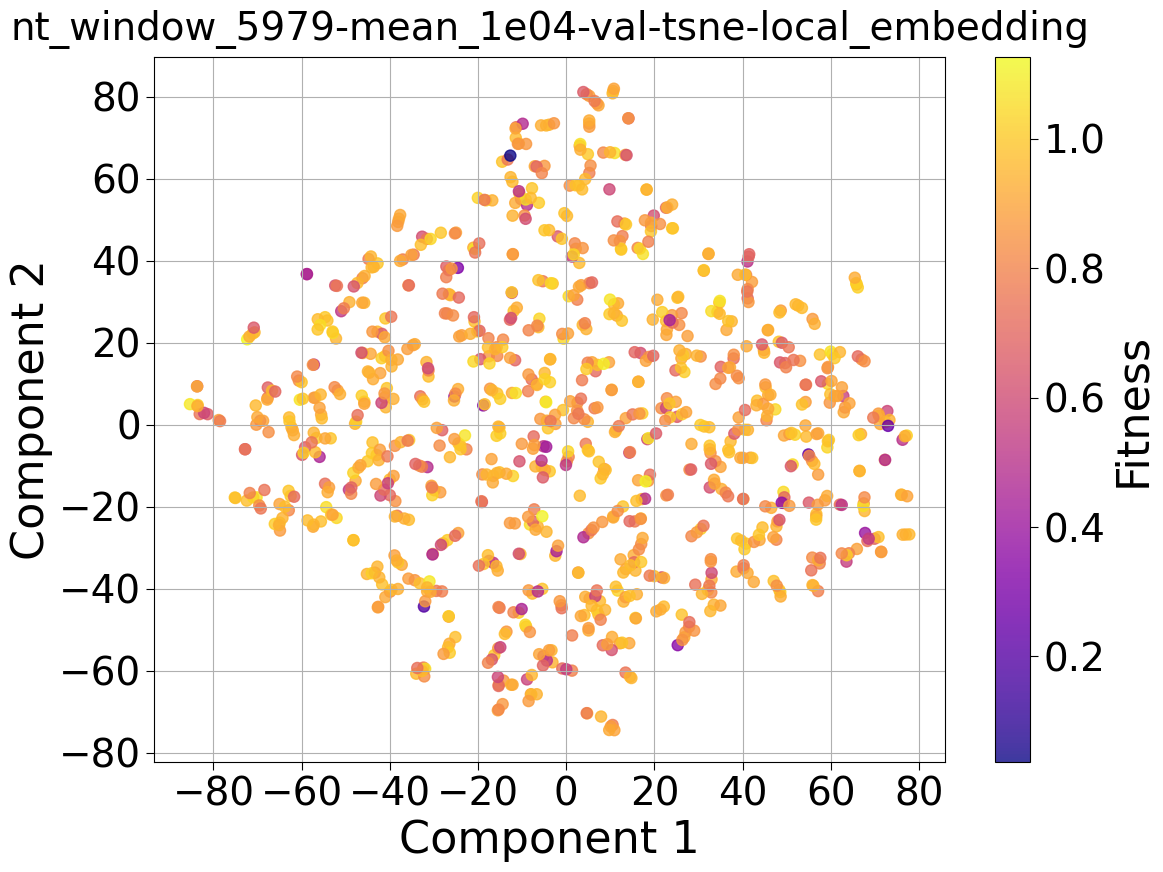 nt_window_5979-mean_1e04-val-tsne-local_embedding
80
60
40
20
0
−20
−40
−60
−80
Component 2
−80 −60 −40 −20 0 20 40 60 80
Component 1
1.0
0.8
0.6
0.4
0.2
Fitness